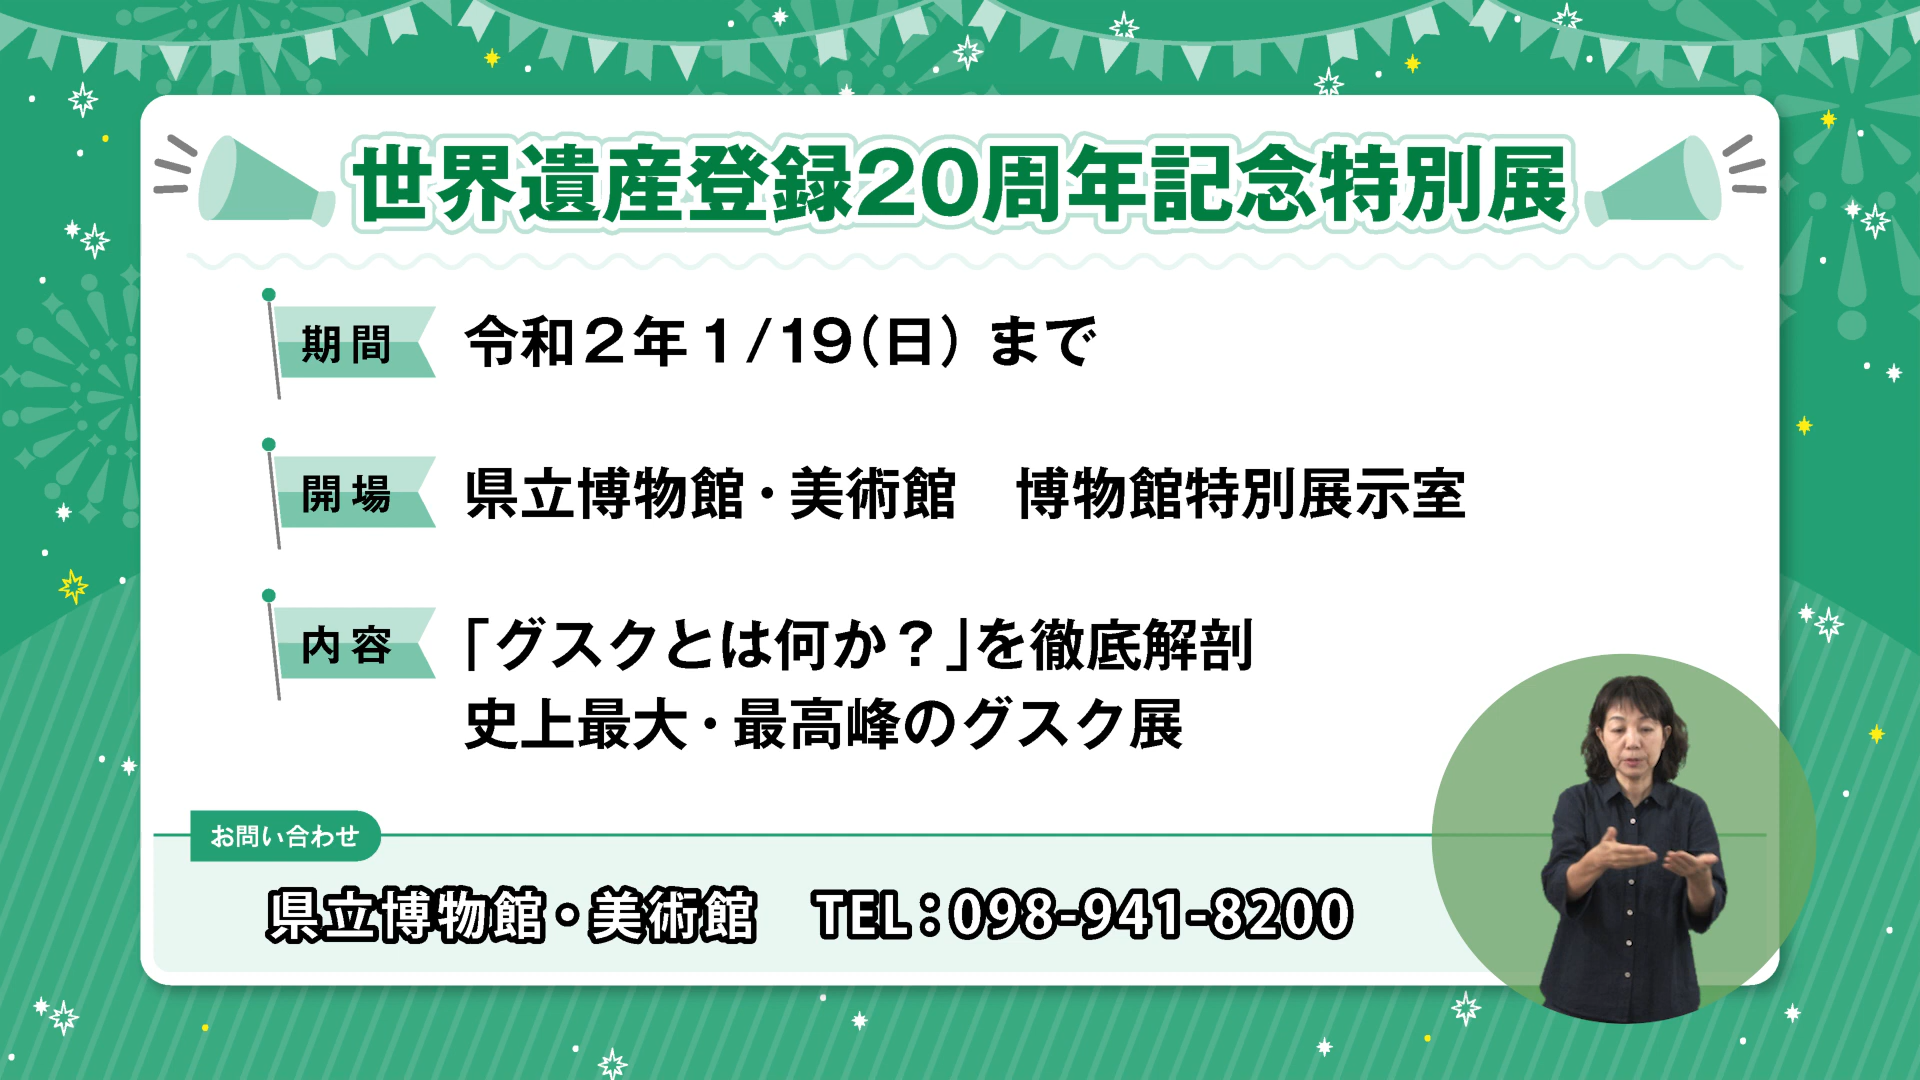 世界遺産登録20周年記念特別展
期間
令和2年1/19(日) まで
開場
県立博物館・美術館　博物館特別展示室
内容
「グスクとは何か？」を徹底解剖
史上最大・最高峰のグスク展
お問い合わせ
県立博物館・美術館　TEL：098-941-8200